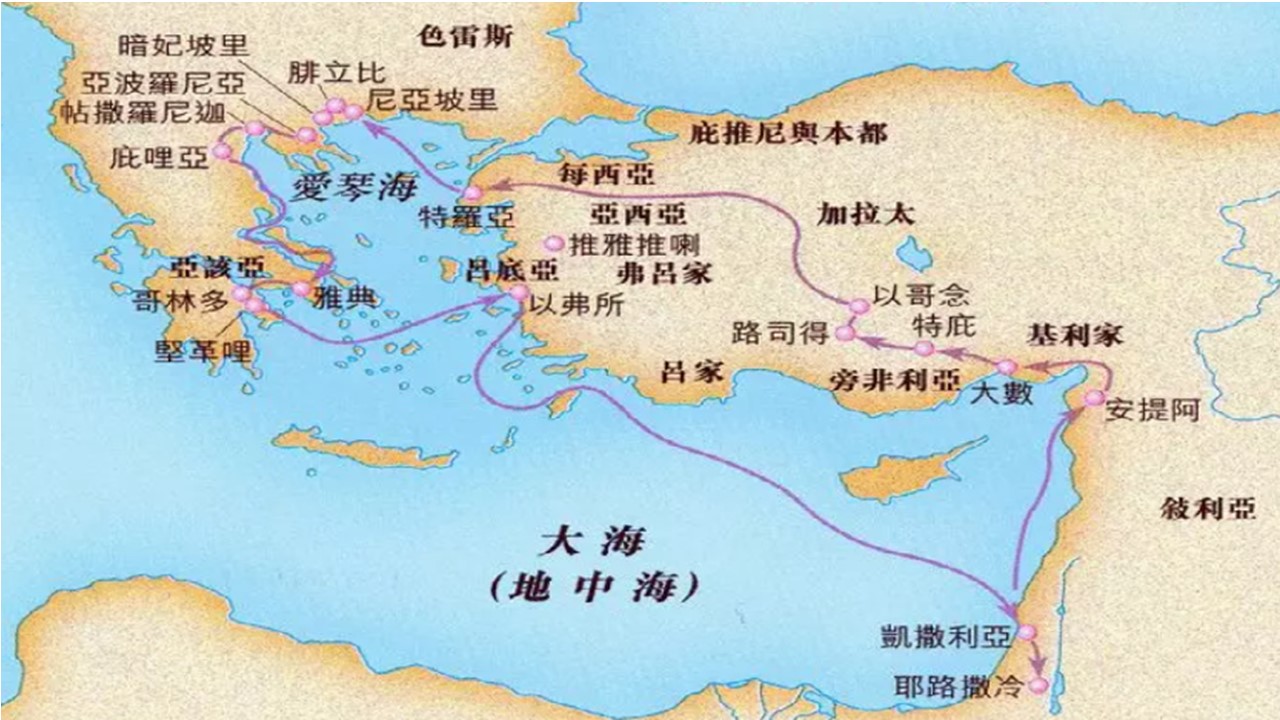 色雷斯
暗妃坡里
腓立比
亞波羅尼亞
尼亞坡里
帖撒羅尼迦
庇哩亞
庇推尼與本都
每西亞
愛琴海
特羅亞
亞西亞
加拉太
推雅推喇
亞該亞
呂底亞
弗呂家
哥林多
雅典
以弗所
以哥念
路司得
特庇
基利家
堅革哩
呂家
旁非利亞
大數
安提阿
敍利亞
大海
(地中海)
凱撒利亞
耶路撒冷